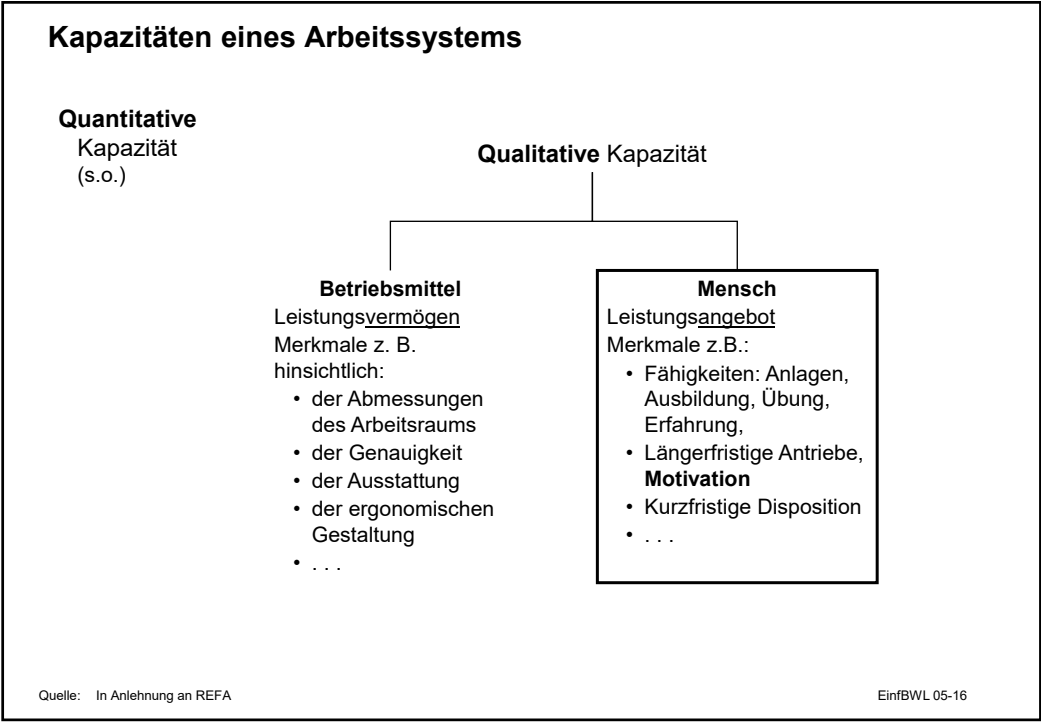 Kapazitäten eines Arbeitssystems
Quantitative
Kapazität
(s.o.)
Qualitative Kapazität
Betriebsmittel
Leistungsvermögen
Merkmale z. B.
hinsichtlich:
• der Abmessungen
des Arbeitsraums
• der Genauigkeit
• der Ausstattung
• der ergonomischen
Gestaltung
• . . .
Mensch
Leistungsangebot
Merkmale z.B.:
• Fähigkeiten: Anlagen,
Ausbildung, Übung,
Erfahrung,
• Längerfristige Antriebe,
Motivation
• Kurzfristige Disposition
• . . .
Quelle: In Anlehnung an REFA
EinfBWL 05-16